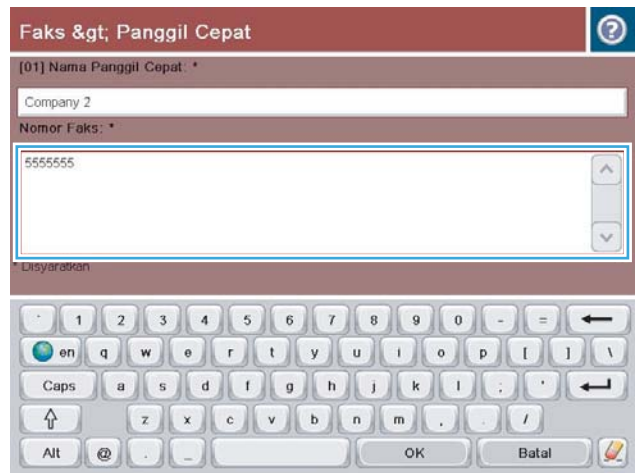 Faks &gt; Panggil Cepat
[01] Nama Panggil Cepat: *
Company 2
Nomor Faks: *
5555555
* Disyaratkan
` 1 2 3 4 5 6 7 8 9 0 - =
en q w e r t y u i o p [ ] \
Caps a s d f g h j k l ; '
z x c v b n m , . /
Alt @ . _ OK Batal